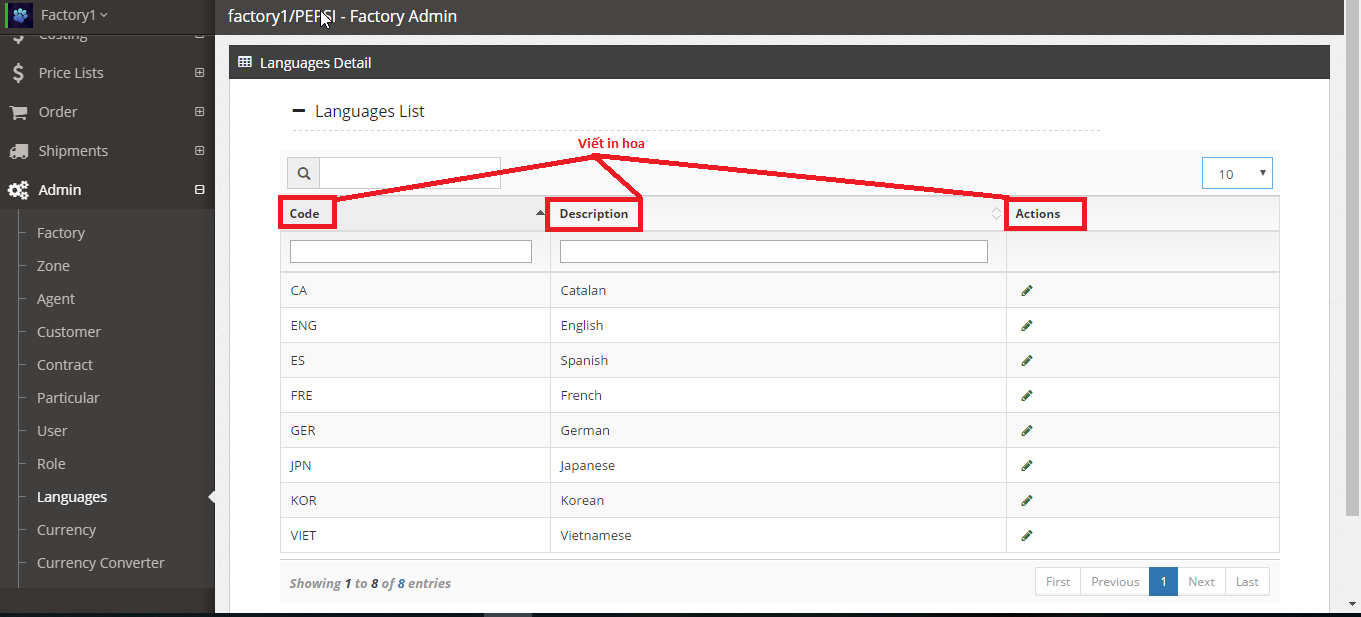 Factory1
factory1/PEPSI - Factory Admin
Costing
Price Lists
Order
Shipments
Admin
Factory
Zone
Agent
Customer
Contract
Particular
User
Role
Languages
Currency
Currency Converter
Languages Detail
Languages List
Viết in hoa
10
Code Description Actions
CA Catalan
ENG English
ES Spanish
FRE French
GER German
JPN Japanese
KOR Korean
VIET Vietnamese
Showing 1 to 8 of 8 entries
First Previous 1 Next Last